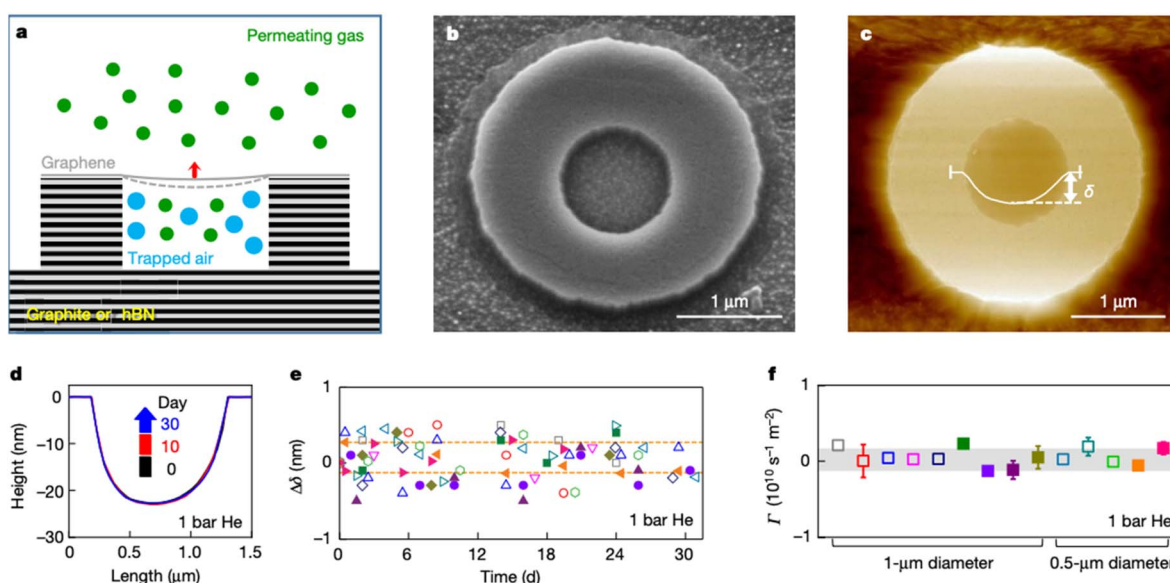 a
Permeating gas
Graphene
Trapped air
Graphite or hBN
b
1 μm
c
δ
1 μm
d
Height (nm)
0
−10
−20
−30
Day
30
10
0
1 bar He
0
0.5
1.0
1.5
Length (μm)
e
Δδ (nm)
1
0
−1
1 bar He
0
6
12
18
24
30
Time (d)
f
Γ (10¹⁰ s⁻¹ m⁻²)
1
0
−1
1 bar He
1-μm diameter
0.5-μm diameter